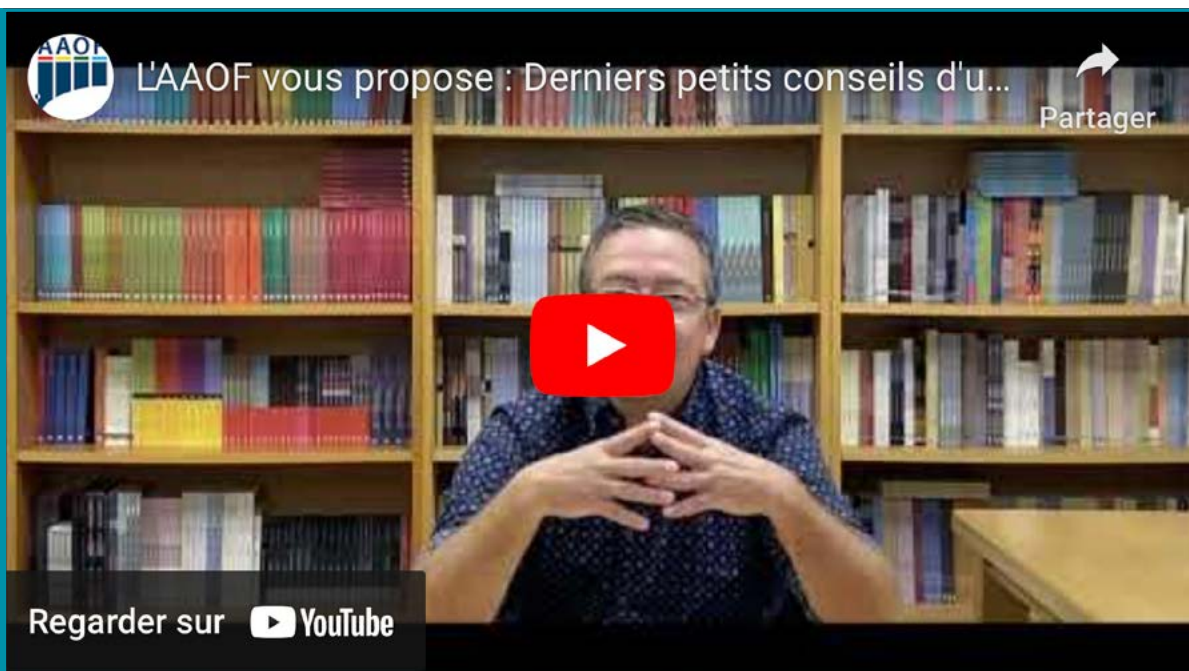 AAOF
L'AAOF vous propose : Derniers petits conseils d'u...
Partager
Regarder sur YouTube